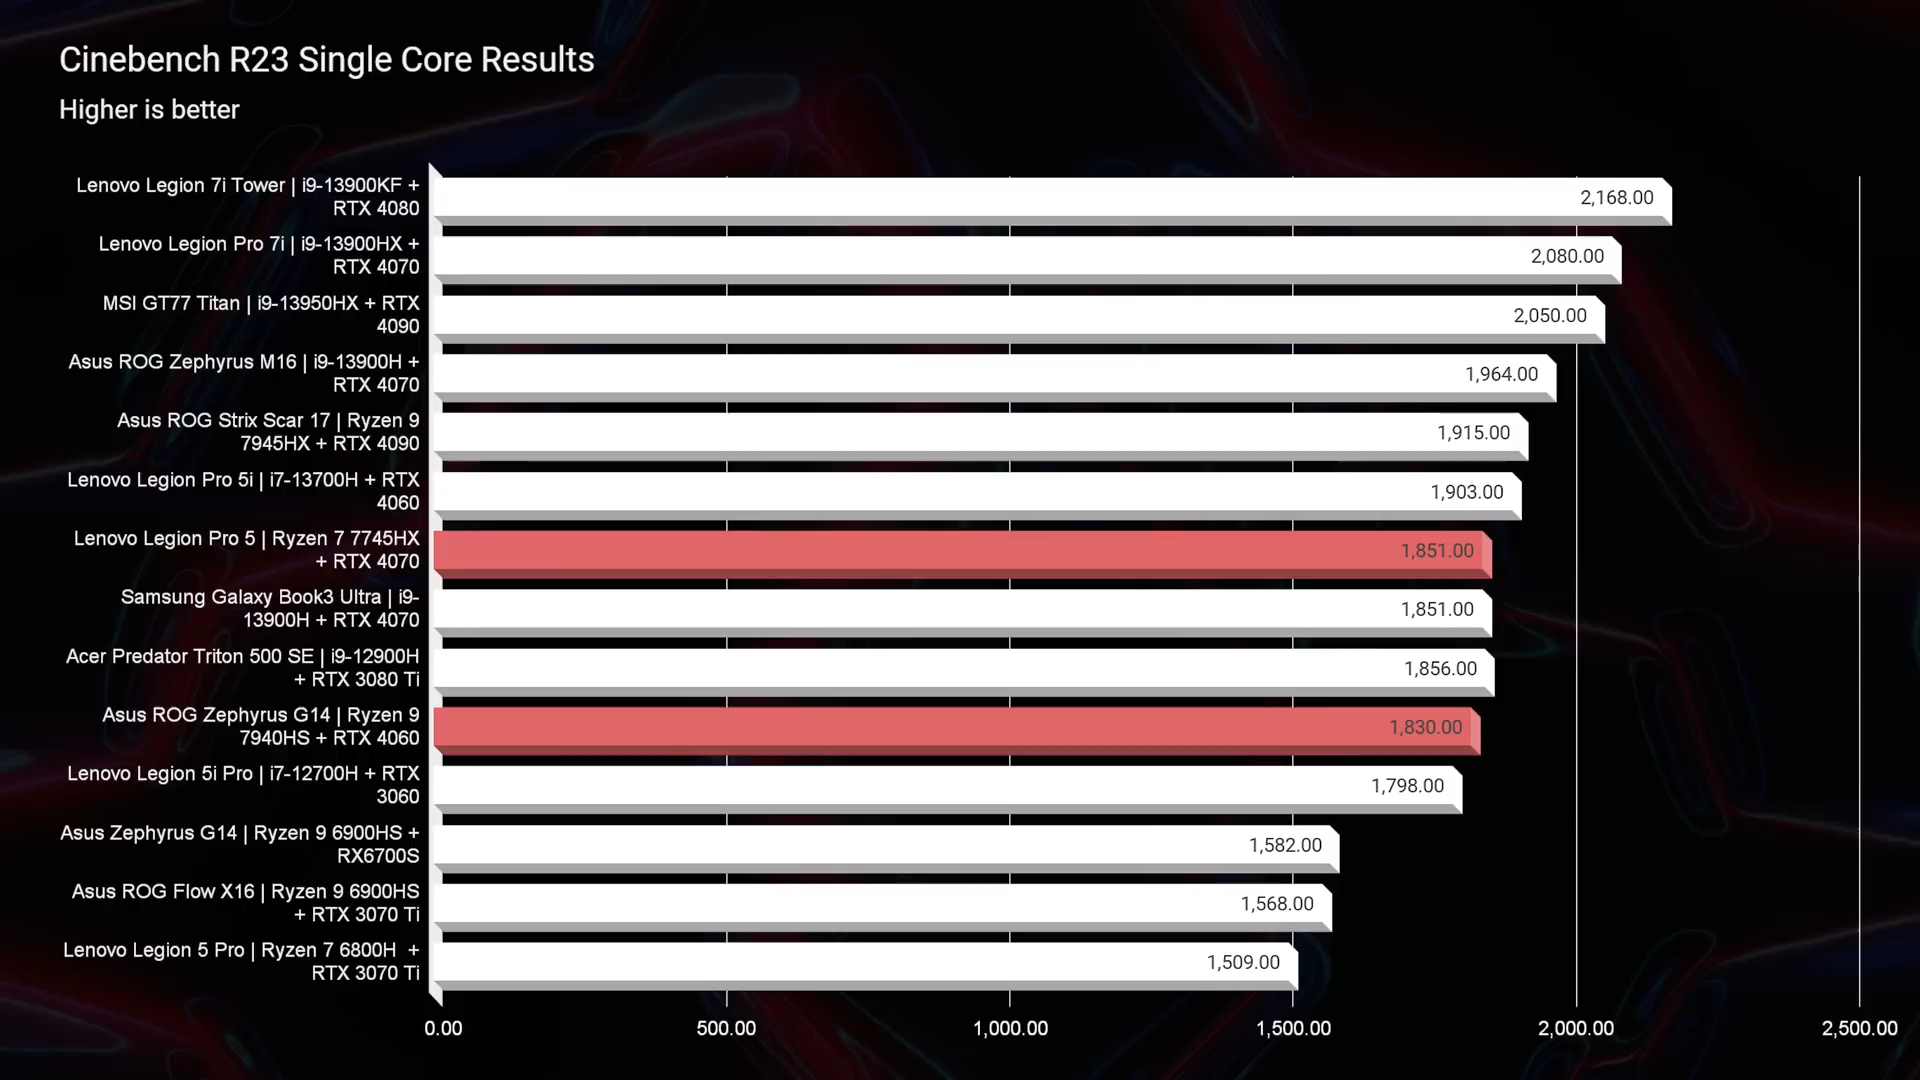 Cinebench R23 Single Core Results
Higher is better
Lenovo Legion 7i Tower | i9-13900KF +
RTX 4080
2,168.00
Lenovo Legion Pro 7i | i9-13900HX +
RTX 4070
2,080.00
MSI GT77 Titan | i9-13950HX + RTX
4090
2,050.00
Asus ROG Zephyrus M16 | i9-13900H +
RTX 4070
1,964.00
Asus ROG Strix Scar 17 | Ryzen 9
7945HX + RTX 4090
1,915.00
Lenovo Legion Pro 5i | i7-13700H + RTX
4060
1,903.00
Lenovo Legion Pro 5 | Ryzen 7 7745HX
+ RTX 4070
1,851.00
Samsung Galaxy Book3 Ultra | i9-
13900H + RTX 4070
1,851.00
Acer Predator Triton 500 SE | i9-12900H
+ RTX 3080 Ti
1,856.00
Asus ROG Zephyrus G14 | Ryzen 9
7940HS + RTX 4060
1,830.00
Lenovo Legion 5i Pro | i7-12700H + RTX
3060
1,798.00
Asus Zephyrus G14 | Ryzen 9 6900HS +
RX6700S
1,582.00
Asus ROG Flow X16 | Ryzen 9 6900HS
+ RTX 3070 Ti
1,568.00
Lenovo Legion 5 Pro | Ryzen 7 6800H +
RTX 3070 Ti
1,509.00
0.00 500.00 1,000.00 1,500.00 2,000.00 2,500.00